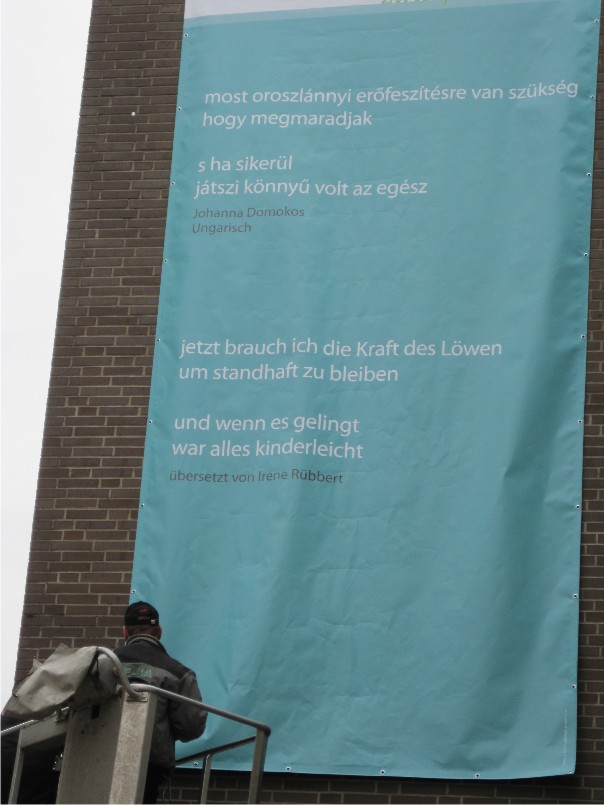 most oroszlánnyi erőfeszítésre van szükség
hogy megmaradjak
s ha sikerül
játszi könnyű volt az egész
Johanna Domokos
Ungarisch
jetzt brauch ich die Kraft des Löwen
um standhaft zu bleiben
und wenn es gelingt
war alles kinderleicht
übersetzt von Irene Rübbert